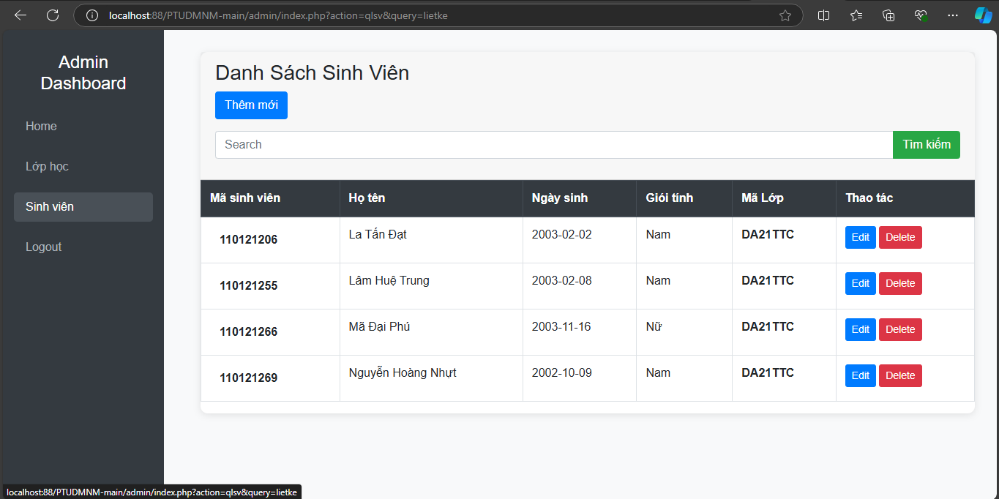 localhost:88/PTUDMNM-main/admin/index.php?action=qlsv&query=lietke
Admin
Dashboard
Home
Lớp học
Sinh viên
Logout
Danh Sách Sinh Viên
Thêm mới
Search
Tìm kiếm
Mã sinh viên Họ tên Ngày sinh Giói tính Mã Lớp Thao tác
110121206 La Tấn Đạt 2003-02-02 Nam DA21TTC Edit Delete
110121255 Lâm Huệ Trung 2003-02-08 Nam DA21TTC Edit Delete
110121266 Mã Đại Phú 2003-11-16 Nữ DA21TTC Edit Delete
110121269 Nguyễn Hoàng Nhựt 2002-10-09 Nam DA21TTC Edit Delete
localhost:88/PTUDMNM-main/admin/index.php?action=qlsv&query=lietke